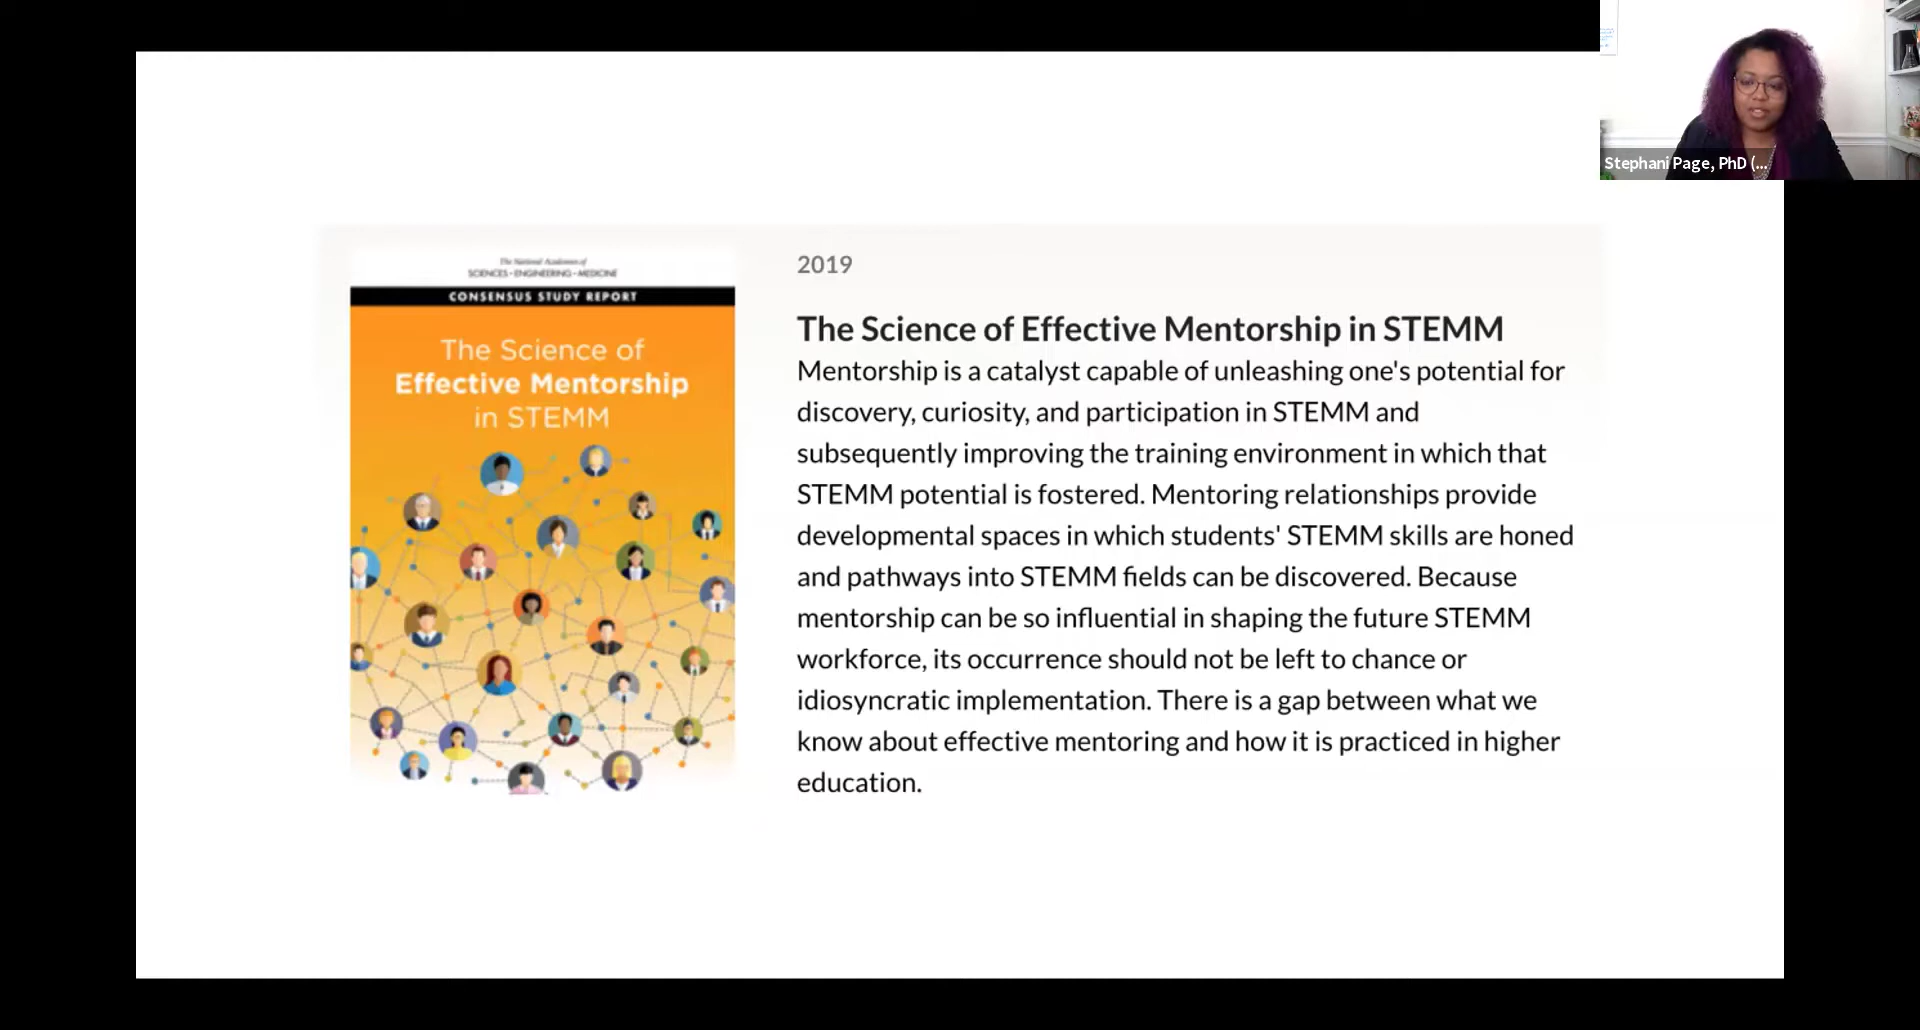 Stephani Page, PhD (...
The National Academies of
SCIENCES • ENGINEERING • MEDICINE
CONSENSUS STUDY REPORT
The Science of
Effective Mentorship
in STEMM
2019
The Science of Effective Mentorship in STEMM
Mentorship is a catalyst capable of unleashing one's potential for
discovery, curiosity, and participation in STEMM and
subsequently improving the training environment in which that
STEMM potential is fostered. Mentoring relationships provide
developmental spaces in which students' STEMM skills are honed
and pathways into STEMM fields can be discovered. Because
mentorship can be so influential in shaping the future STEMM
workforce, its occurrence should not be left to chance or
idiosyncratic implementation. There is a gap between what we
know about effective mentoring and how it is practiced in higher
education.